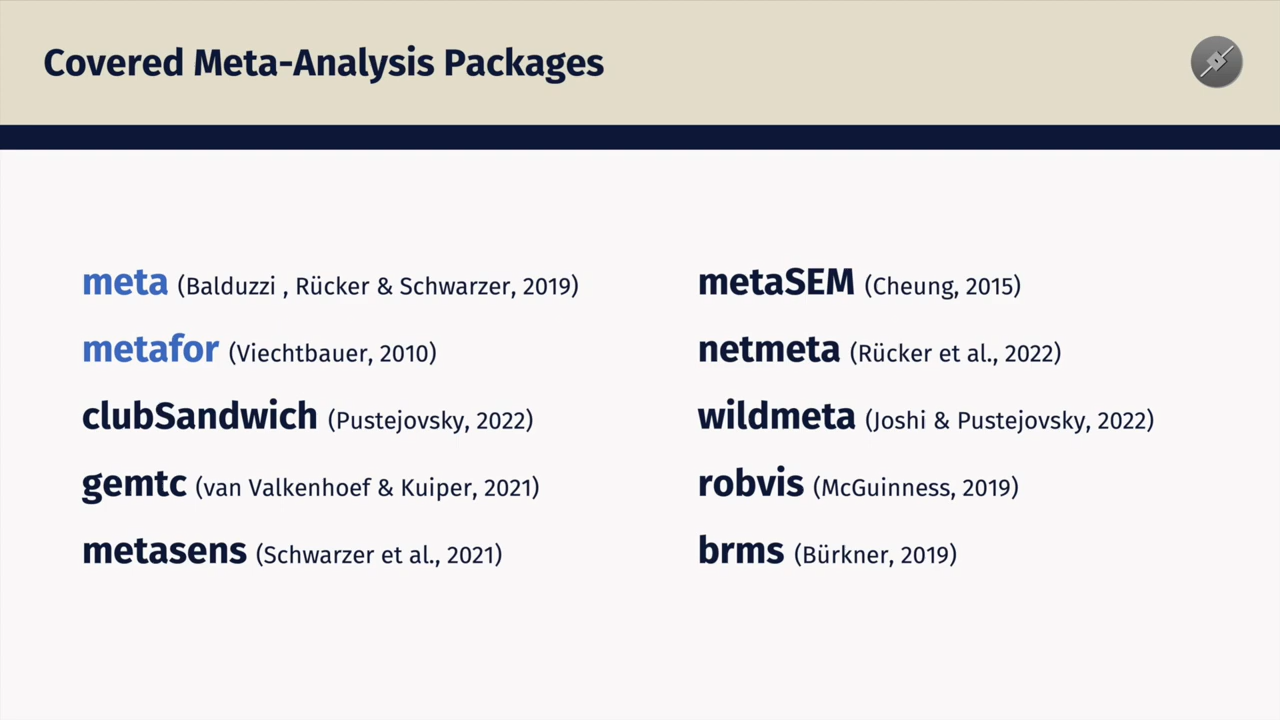 Covered Meta-Analysis Packages
meta (Balduzzi , Rücker & Schwarzer, 2019)
metafor (Viechtbauer, 2010)
clubSandwich (Pustejovsky, 2022)
gemtc (van Valkenhoef & Kuiper, 2021)
metasens (Schwarzer et al., 2021)
metaSEM (Cheung, 2015)
netmeta (Rücker et al., 2022)
wildmeta (Joshi & Pustejovsky, 2022)
robvis (McGuinness, 2019)
brms (Bürkner, 2019)